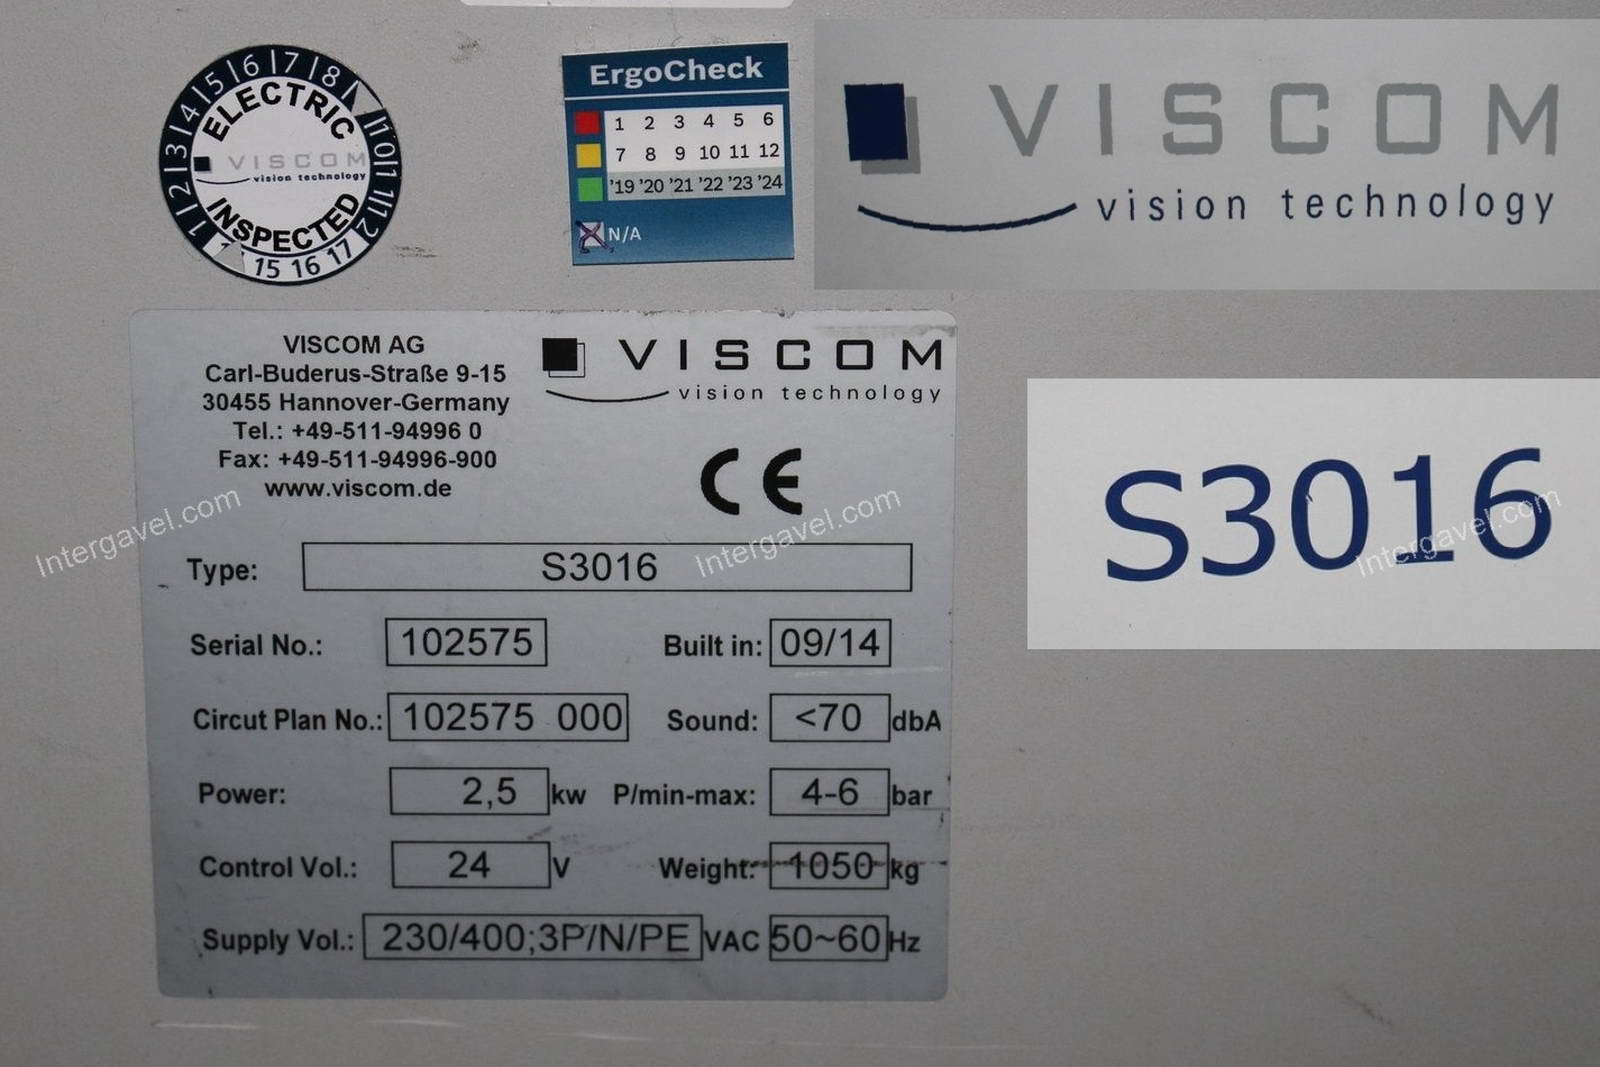 1 2 3 4 5 6 7 8 10 11 12
ELECTRIC
VISCOM
vision technology
INSPECTED
15 16 17
ErgoCheck
1 2 3 4 5 6
7 8 9 10 11 12
'19 '20 '21 '22 '23 '24
N/A
VISCOM
vision technology
VISCOM AG
Carl-Buderus-Straße 9-15
30455 Hannover-Germany
Tel.: +49-511-94996 0
Fax: +49-511-94996-900
www.viscom.de
VISCOM
vision technology
CE
S3016
Intergavel.com
Intergavel.com
Intergavel.com
Type: S3016
Serial No.: 102575 Built in: 09/14
Circut Plan No.: 102575 000 Sound: <70 dbA
Power: 2,5 kw P/min-max: 4-6 bar
Control Vol.: 24 V Weight: 1050 kg
Supply Vol.: 230/400;3P/N/PE VAC 50~60 Hz